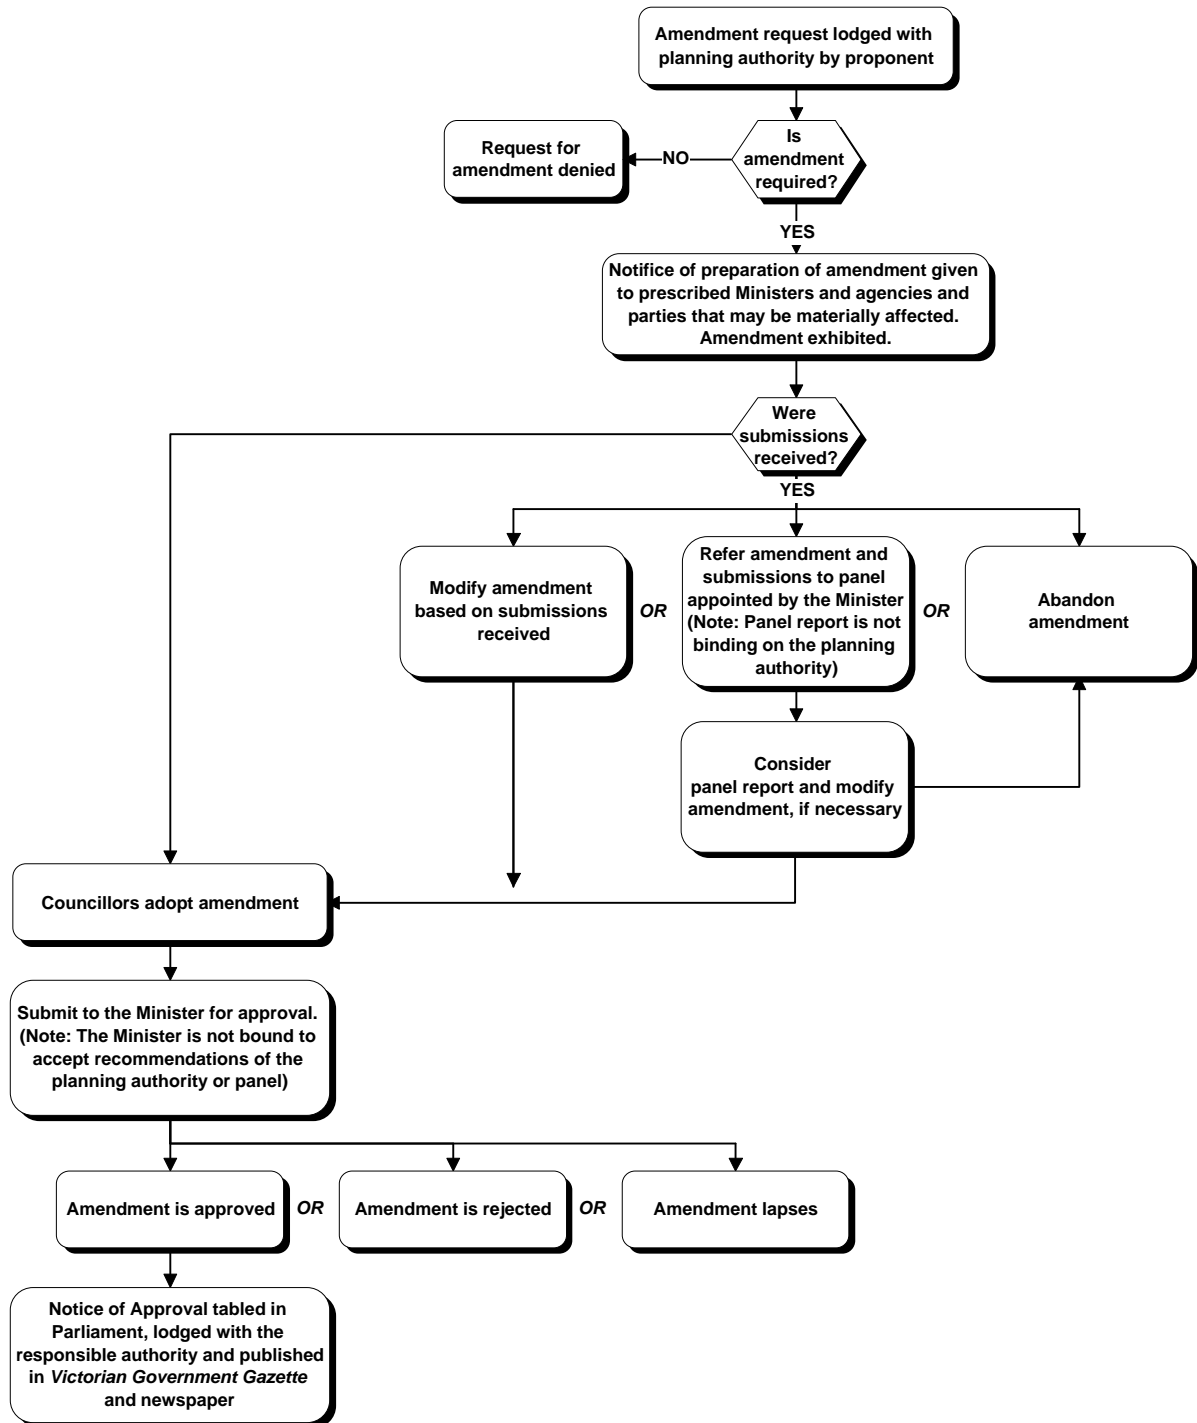 Amendment request lodged with
planning authority by proponent
Is
amendment
required?
NO
Request for
amendment denied
YES
Notifice of preparation of amendment given
to prescribed Ministers and agencies and
parties that may be materially affected.
Amendment exhibited.
Were
submissions
received?
YES
Modify amendment
based on submissions
received
OR
Refer amendment and
submissions to panel
appointed by the Minister
(Note: Panel report is not
binding on the planning
authority)
OR
Abandon
amendment
Consider
panel report and modify
amendment, if necessary
Councillors adopt amendment
Submit to the Minister for approval.
(Note: The Minister is not bound to
accept recommendations of the
planning authority or panel)
Amendment is approved
OR
Amendment is rejected
OR
Amendment lapses
Notice of Approval tabled in
Parliament, lodged with the
responsible authority and published
in Victorian Government Gazette
and newspaper